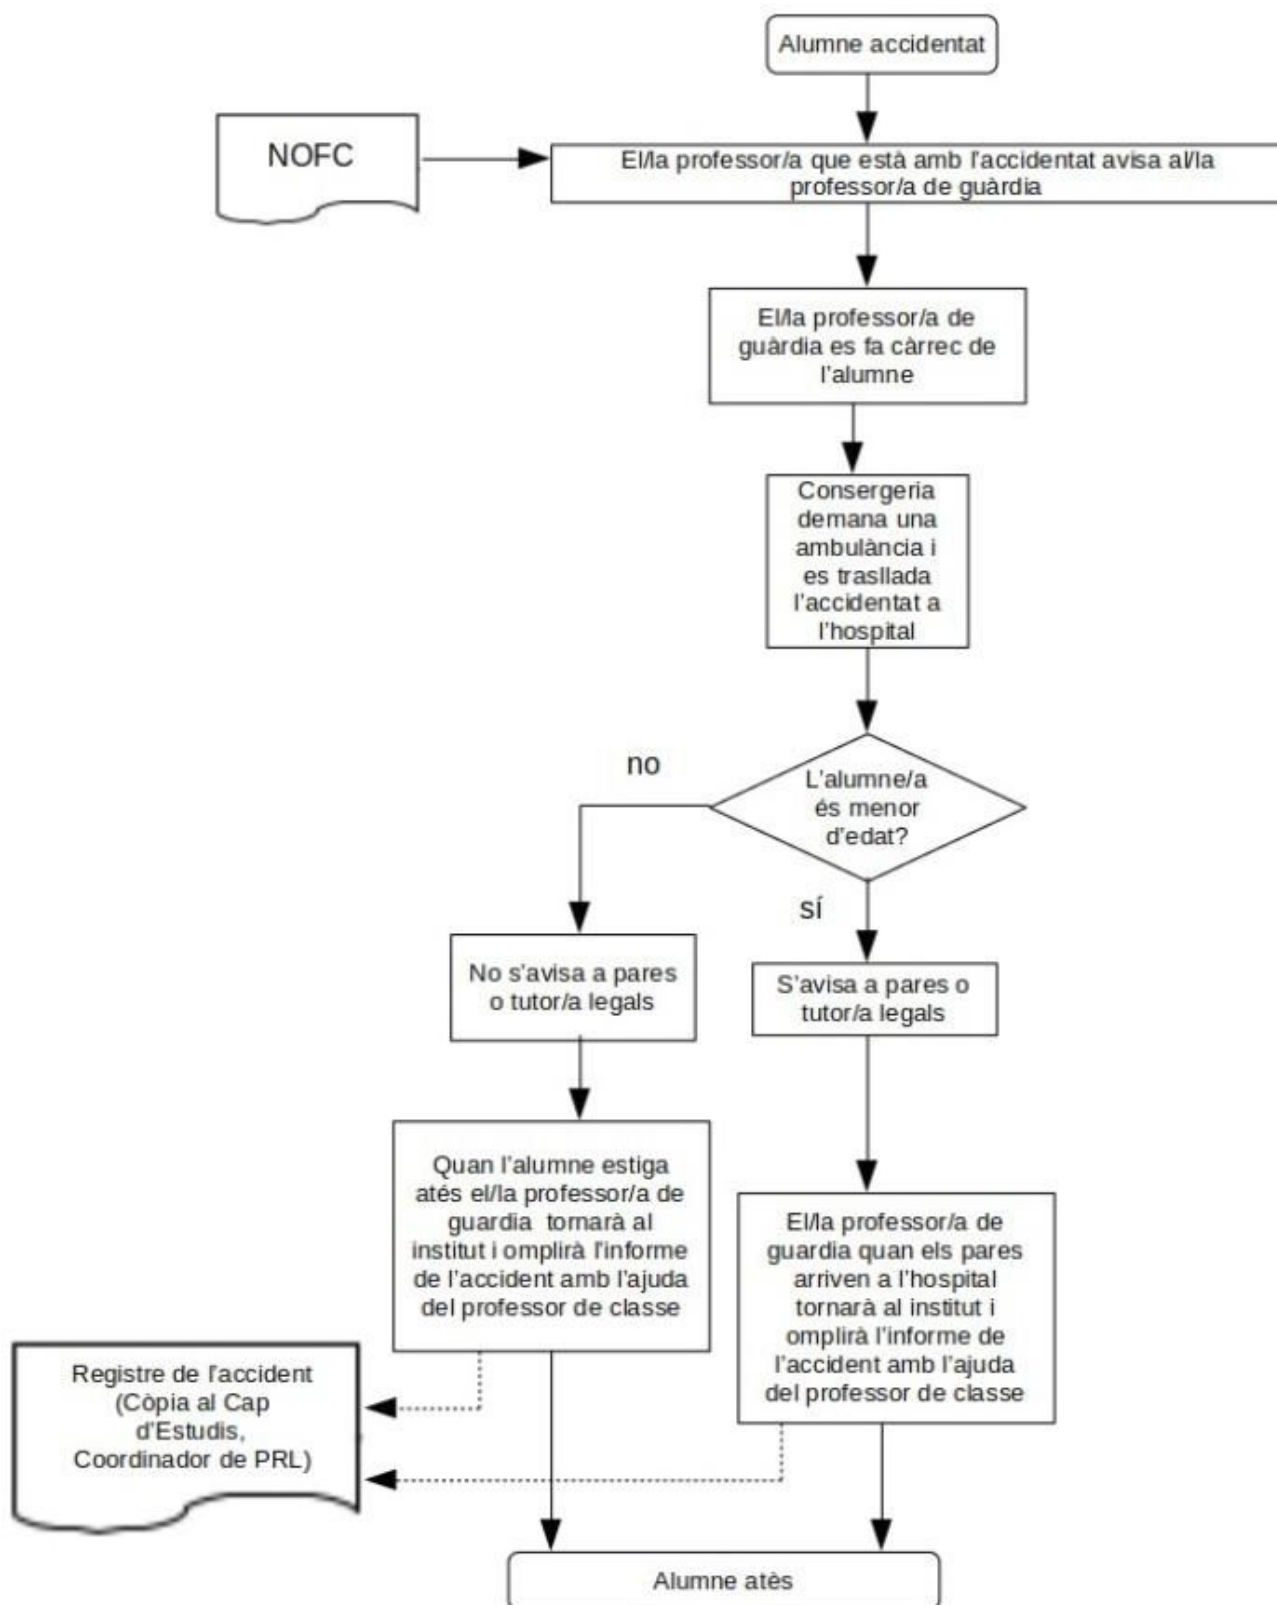 Alumne accidentat
NOFC
El/la professor/a que està amb l'accidentat avisa al/la
professor/a de guàrdia
El/la professor/a de
guàrdia es fa càrrec de
l'alumne
Consergeria
demana una
ambulància i
es trasllada
l'accidentat a
l'hospital
no
L'alumne/a
és menor
d'edat?
sí
No s'avisa a pares
o tutor/a legals
S'avisa a pares o
tutor/a legals
Quan l'alumne estiga
atés el/la professor/a de
guardia tornarà al
institut i omplirà l'informe
de l'accident amb l'ajuda
del professor de classe
El/la professor/a de
guardia quan els pares
arriven a l'hospital
tornarà al institut i
omplirà l'informe de
l'accident amb l'ajuda
del professor de classe
Registre de l'accident
(Còpia al Cap
d'Estudis,
Coordinador de PRL)
Alumne atès